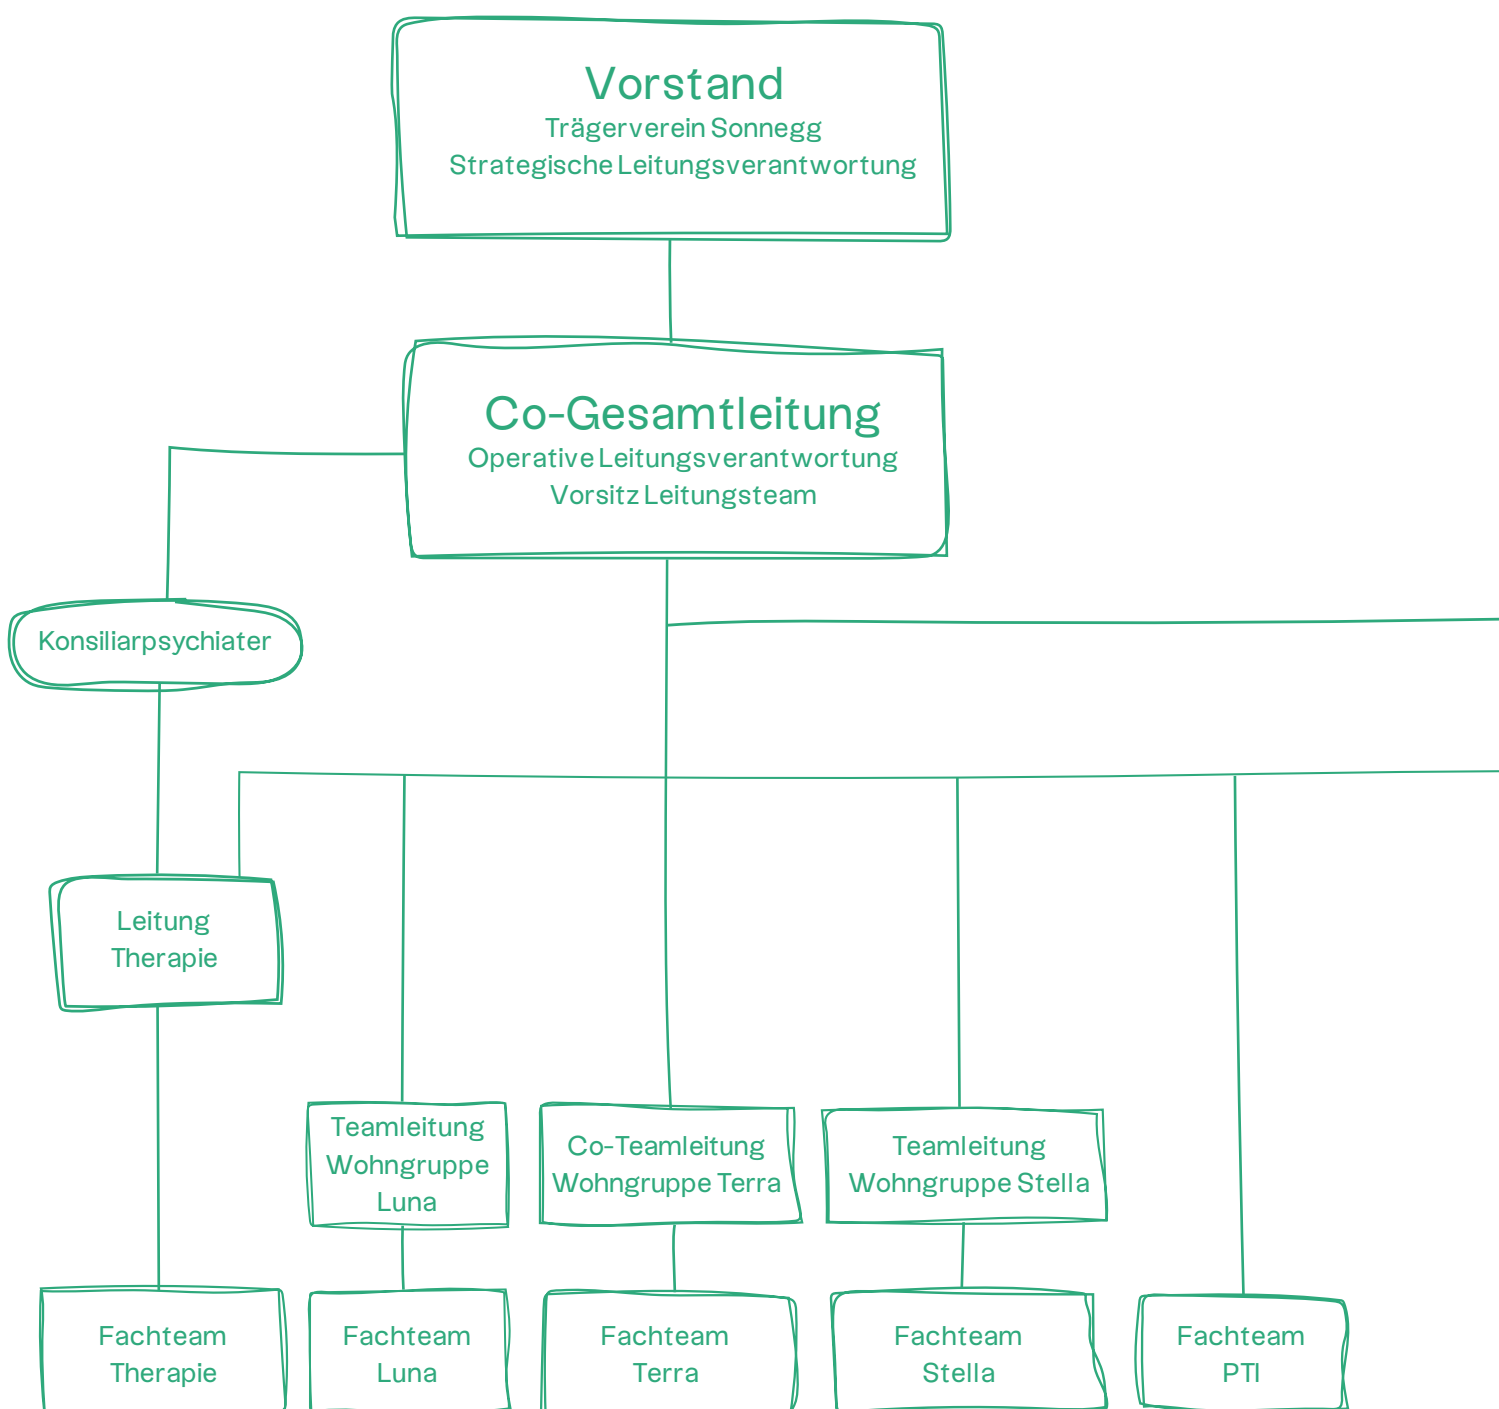 Vorstand
Trägerverein Sonnegg
Strategische Leitungsverantwortung
Co-Gesamtleitung
Operative Leitungsverantwortung
Vorsitz Leitungsteam
Konsiliarpsychiater
Leitung
Therapie
Teamleitung
Wohngruppe
Luna
Co-Teamleitung
Wohngruppe Terra
Teamleitung
Wohngruppe Stella
Fachteam
Therapie
Fachteam
Luna
Fachteam
Terra
Fachteam
Stella
Fachteam
PTI